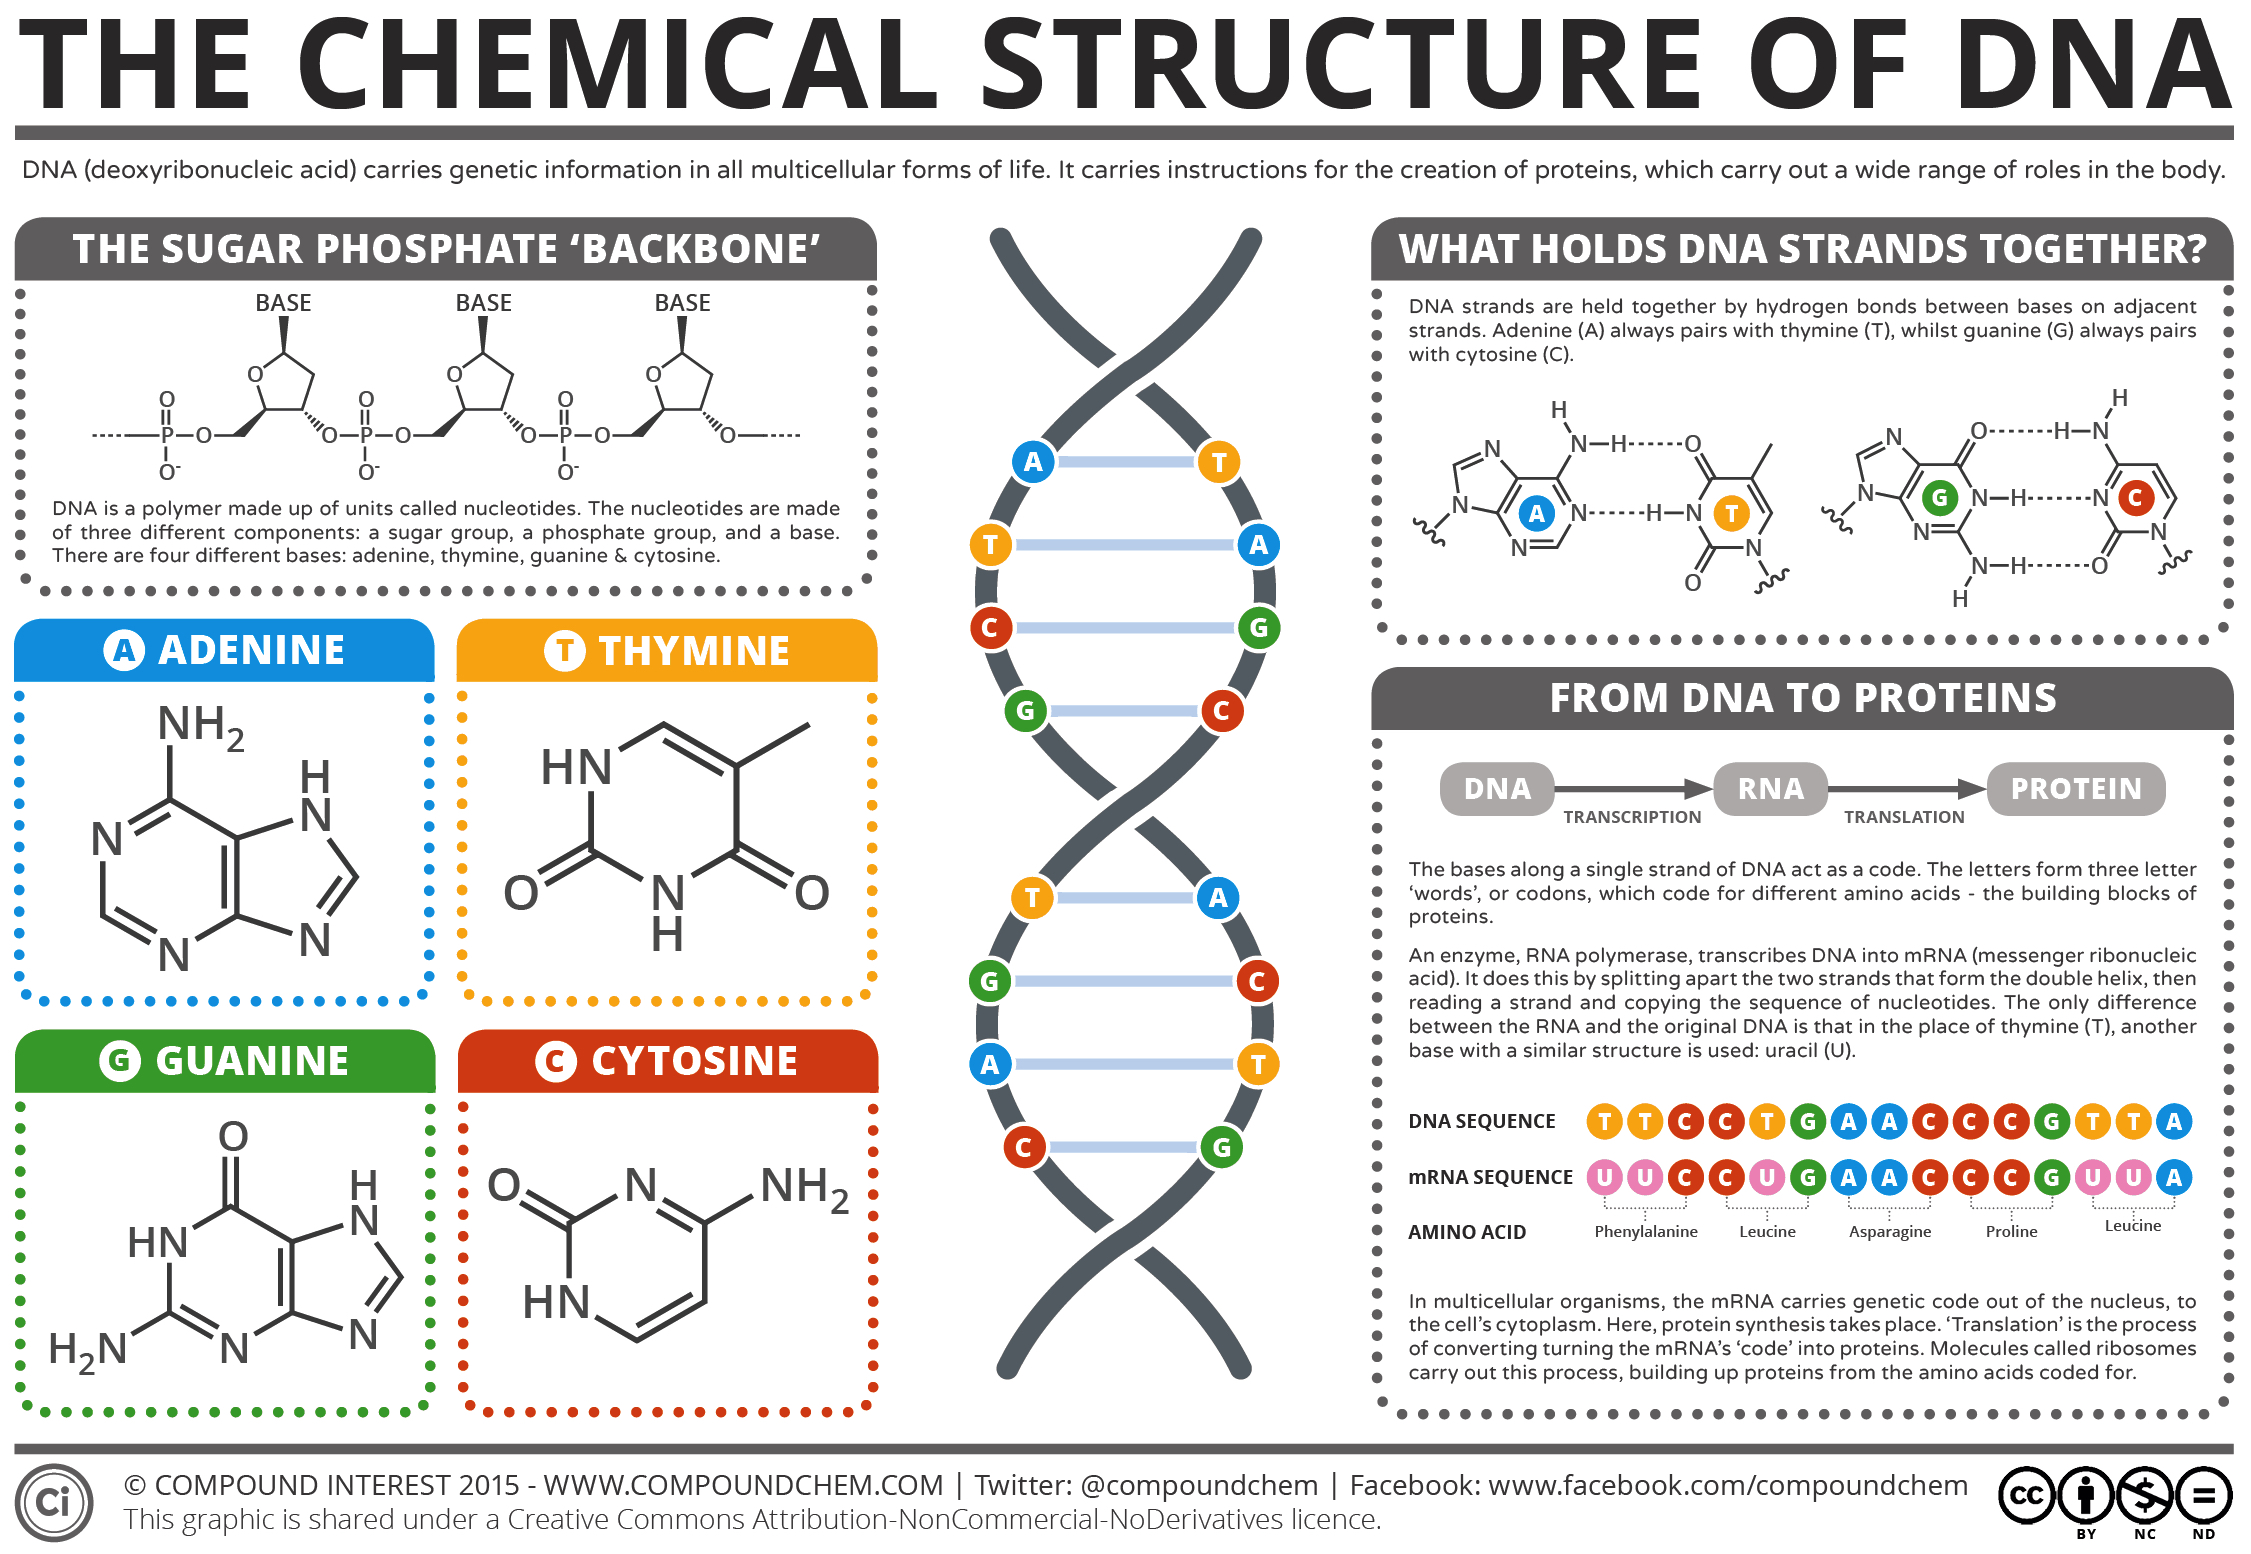 THE CHEMICAL STRUCTURE OF DNA
DNA (deoxyribonucleic acid) carries genetic information in all multicellular forms of life. It carries instructions for the creation of proteins, which carry out a wide range of roles in the body.
THE SUGAR PHOSPHATE ‘BACKBONE’
BASE BASE BASE
O O O
O O O
P O O P O O P O O
O- O- O-
DNA is a polymer made up of units called nucleotides. The nucleotides are made
of three different components: a sugar group, a phosphate group, and a base.
There are four different bases: adenine, thymine, guanine & cytosine.
A ADENINE
NH2
H
N
N
N
N
T THYMINE
HN
O
N
H
O
G GUANINE
O
H
N
HN
H2N
N
N
C CYTOSINE
O
N
NH2
HN
A T
T A
C G
G C
T A
G C
A T
C G
WHAT HOLDS DNA STRANDS TOGETHER?
DNA strands are held together by hydrogen bonds between bases on adjacent
strands. Adenine (A) always pairs with thymine (T), whilst guanine (G) always pairs
with cytosine (C).
H
N N H O
N A N H N T
N N
O
H
N O H N
N G N H N C
N N
N H O
H
FROM DNA TO PROTEINS
DNA RNA PROTEIN
TRANSCRIPTION TRANSLATION
The bases along a single strand of DNA act as a code. The letters form three letter
‘words’, or codons, which code for different amino acids - the building blocks of
proteins.
An enzyme, RNA polymerase, transcribes DNA into mRNA (messenger ribonucleic
acid). It does this by splitting apart the two strands that form the double helix, then
reading a strand and copying the sequence of nucleotides. The only difference
between the RNA and the original DNA is that in the place of thymine (T), another
base with a similar structure is used: uracil (U).
DNA SEQUENCE T T C C T G A A C C C G T T A
mRNA SEQUENCE U U C C U G A A C C C G U U A
AMINO ACID Phenylalanine Leucine Asparagine Proline Leucine
In multicellular organisms, the mRNA carries genetic code out of the nucleus, to
the cell’s cytoplasm. Here, protein synthesis takes place. ‘Translation’ is the process
of converting turning the mRNA’s ‘code’ into proteins. Molecules called ribosomes
carry out this process, building up proteins from the amino acids coded for.
Ci
© COMPOUND INTEREST 2015 - WWW.COMPOUNDCHEM.COM | Twitter: @compoundchem | Facebook: www.facebook.com/compoundchem
This graphic is shared under a Creative Commons Attribution-NonCommercial-NoDerivatives licence.
cc $ =
BY NC ND